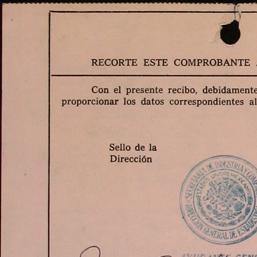 RECORTE ESTE COMPROBANTE
Con el presente recibo, debidamente
proporcionar los datos correspondientes al
Sello de la
Dirección